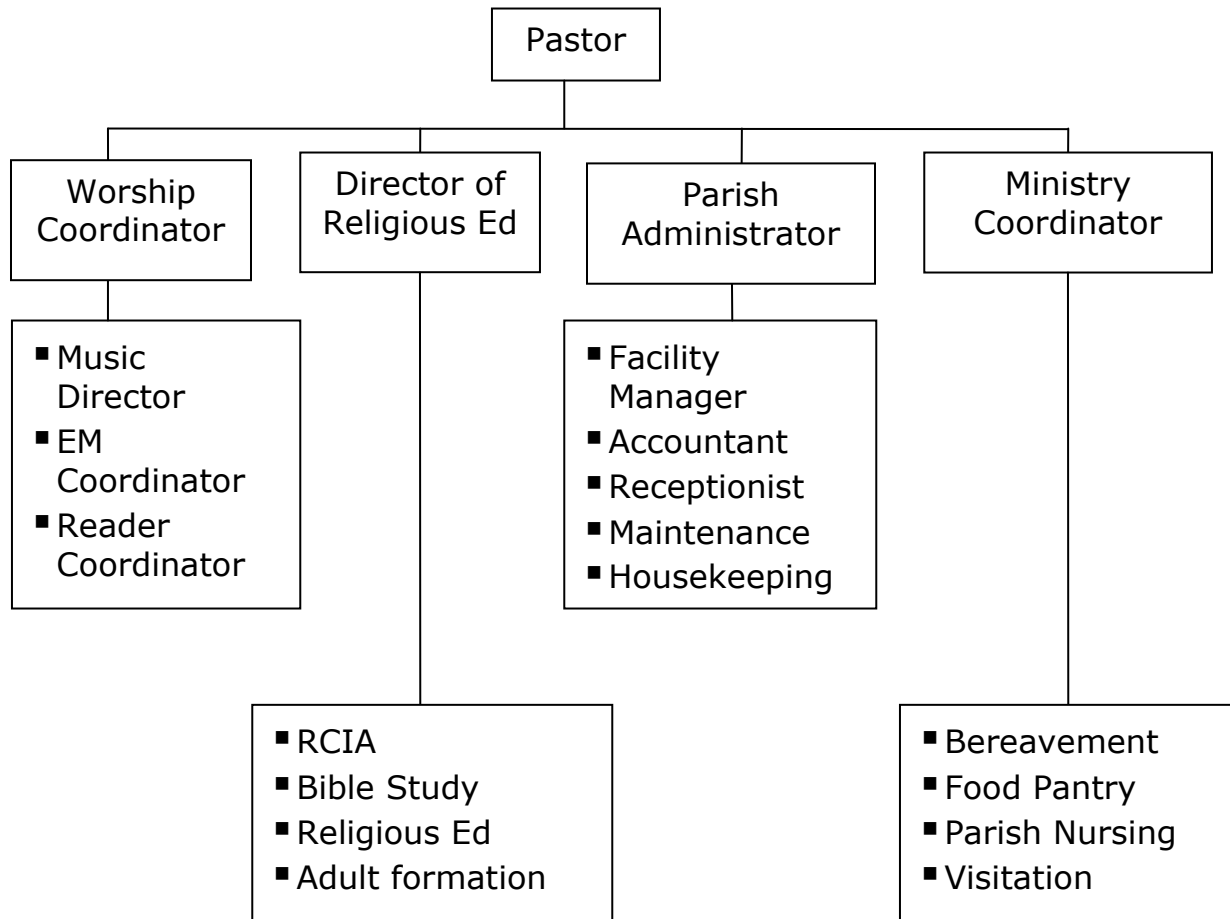 Pastor
Worship
Coordinator
Director of
Religious Ed
Parish
Administrator
Ministry
Coordinator
▪ Music
Director
▪ EM
Coordinator
▪ Reader
Coordinator
▪ Facility
Manager
▪ Accountant
▪ Receptionist
▪ Maintenance
▪ Housekeeping
▪ RCIA
▪ Bible Study
▪ Religious Ed
▪ Adult formation
▪ Bereavement
▪ Food Pantry
▪ Parish Nursing
▪ Visitation